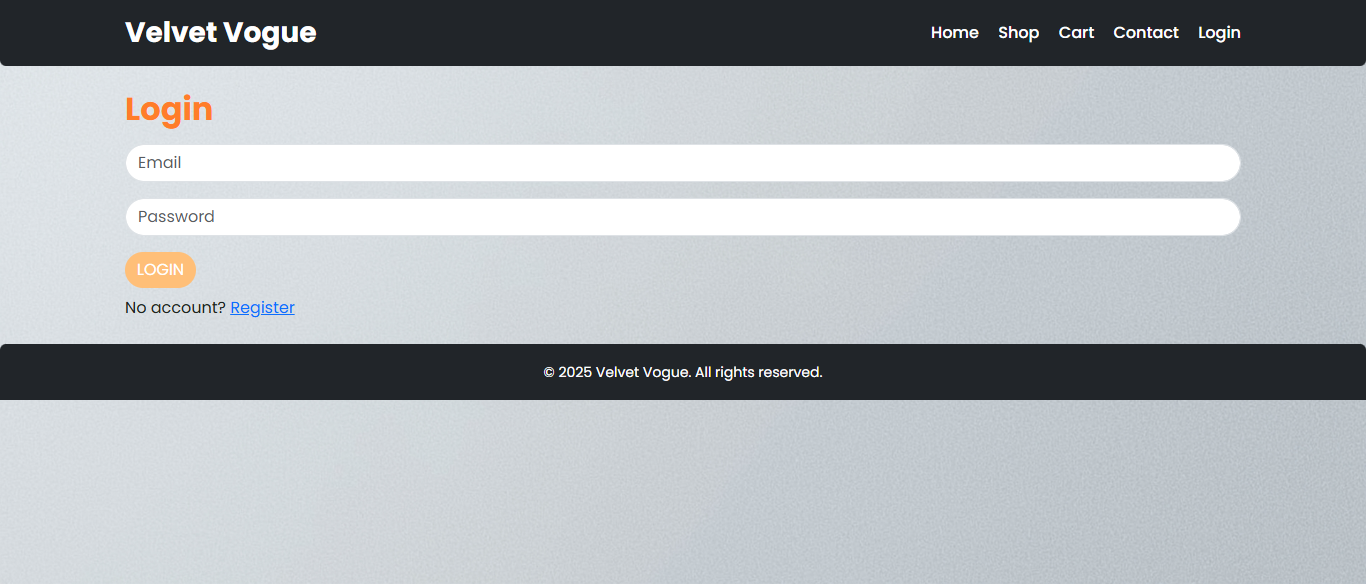 Velvet Vogue
Home Shop Cart Contact Login
Login
Email
Password
LOGIN
No account? Register
© 2025 Velvet Vogue. All rights reserved.